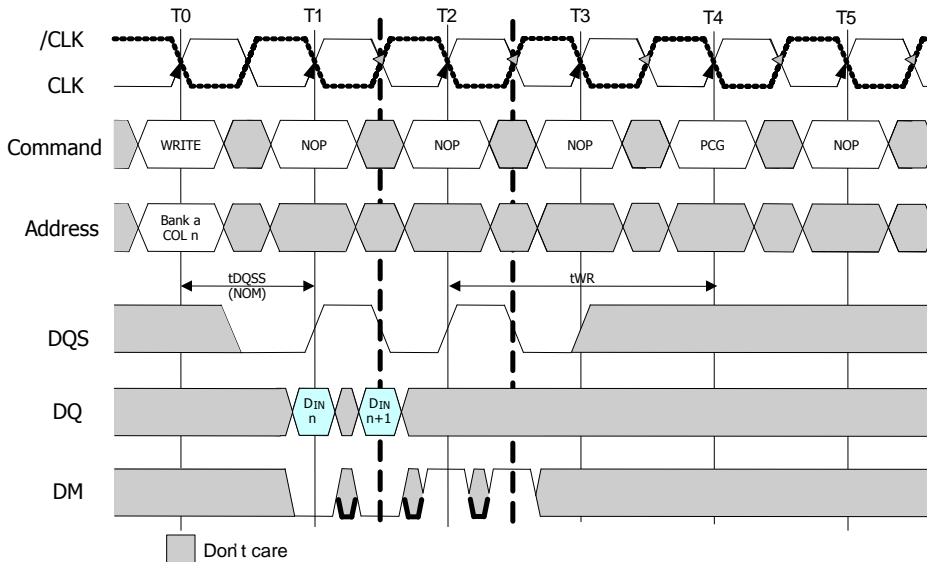 T0 T1 T2 T3 T4 T5
/CLK
CLK
Command WRITE NOP NOP NOP PCG NOP
Address Bank a
COL n
tDQSS
(NOM)
tWR
DQS
DQ DIN
n
DIN
n+1
DM
Don't care